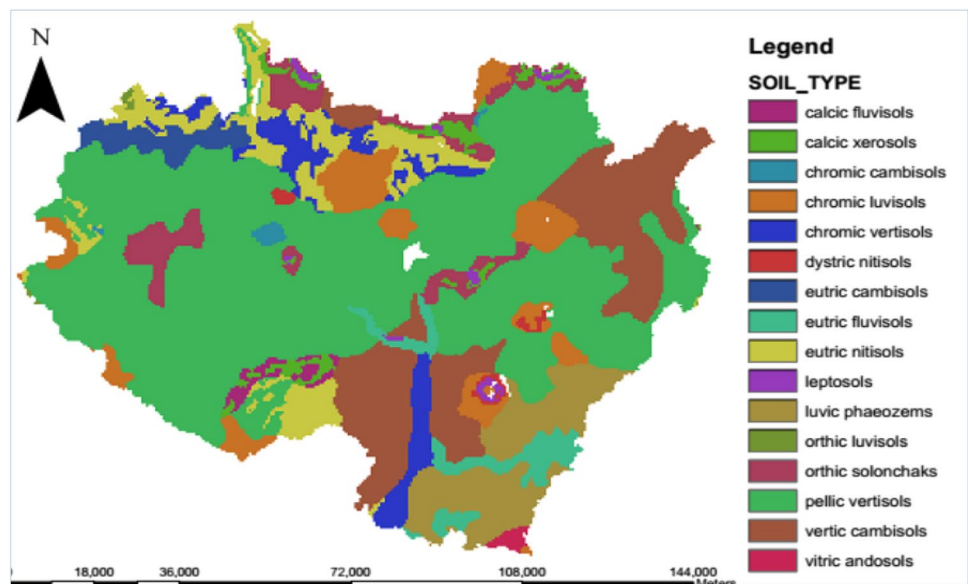 N
Legend
SOIL_TYPE
calcic fluvisols
calcic xerosols
chromic cambisols
chromic luvisols
chromic vertisols
dystric nitisols
eutric cambisols
eutric fluvisols
eutric nitisols
leptosols
luvic phaeozems
orthic luvisols
orthic solonchaks
pellic vertisols
vertic cambisols
vitric andosols
18,000 36,000 72,000 108,000 144,000
Meters